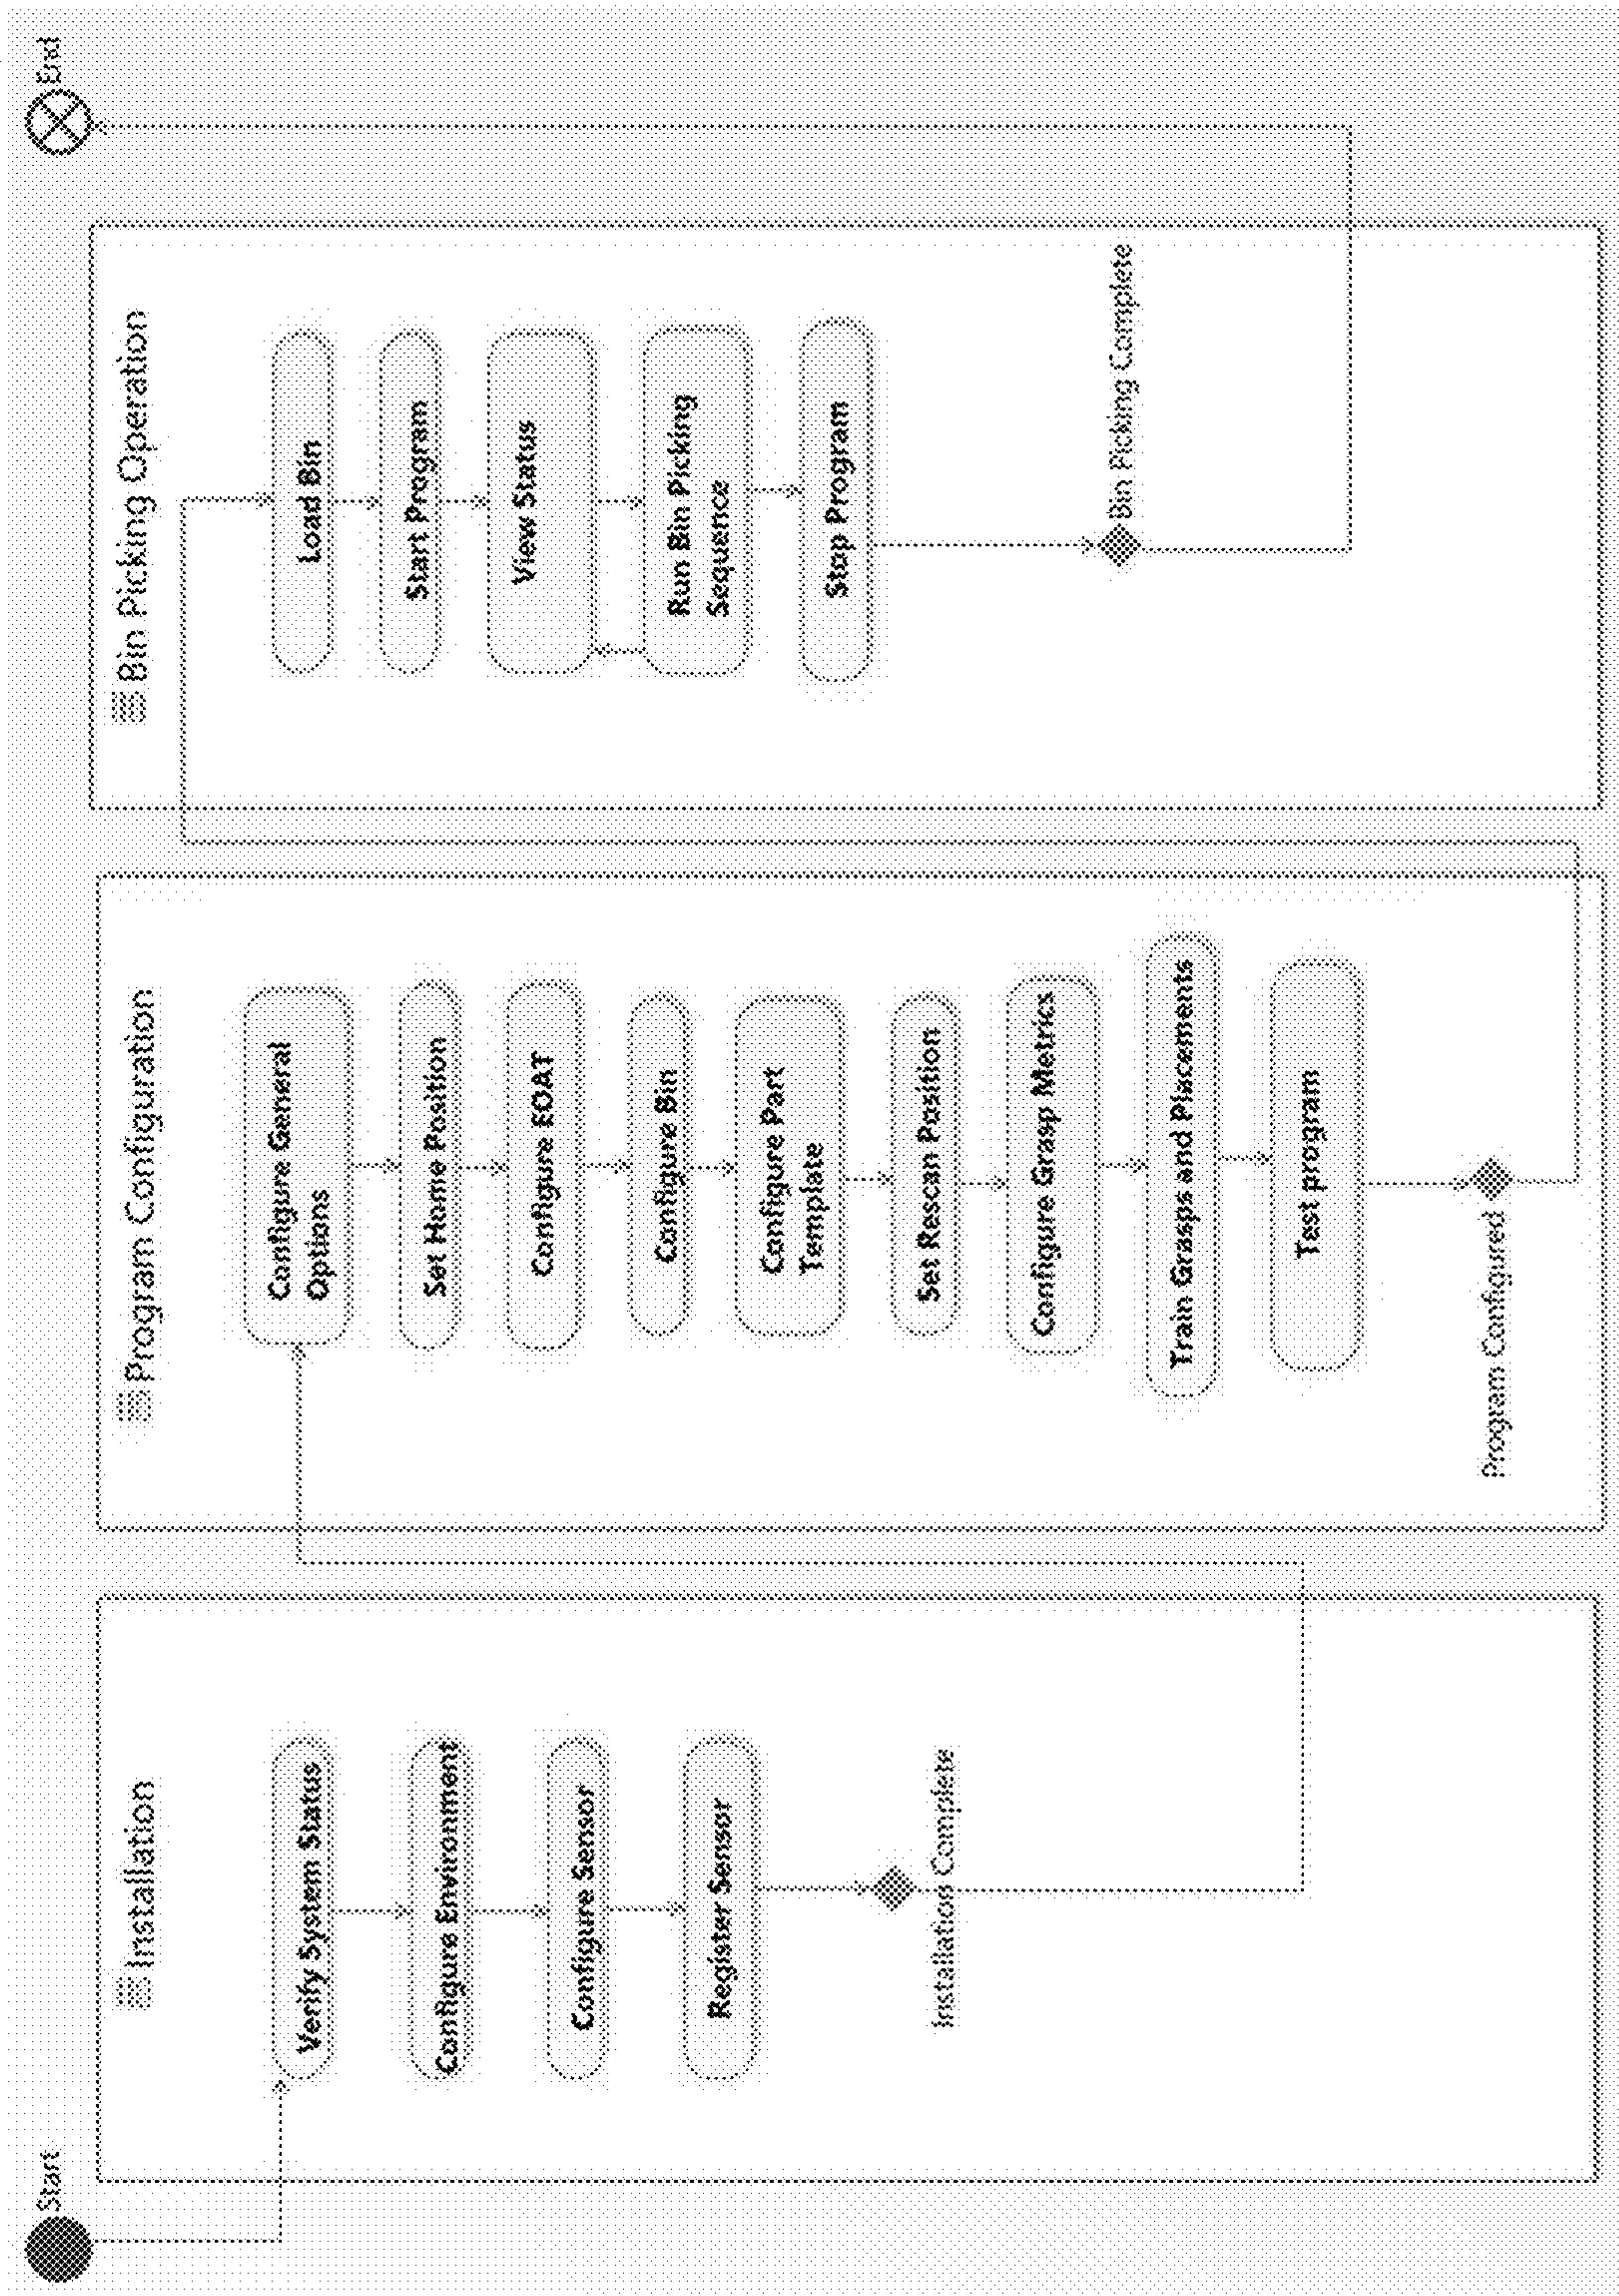 Start
Installation
Verify System Status
Configure Environment
Configure Sensor
Register Sensor
Installation Complete
Program Configuration
Configure General
Options
Set Home Position
Configure EOAT
Configure Bin
Configure Part
Template
Set Rescan Position
Configure Grasp Metrics
Train Grasps and Placements
Test program
Program Configured
Bin Picking Operation
Load Bin
Start Program
View Status
Run Bin Picking
Sequence
Stop Program
Bin Picking Complete
End